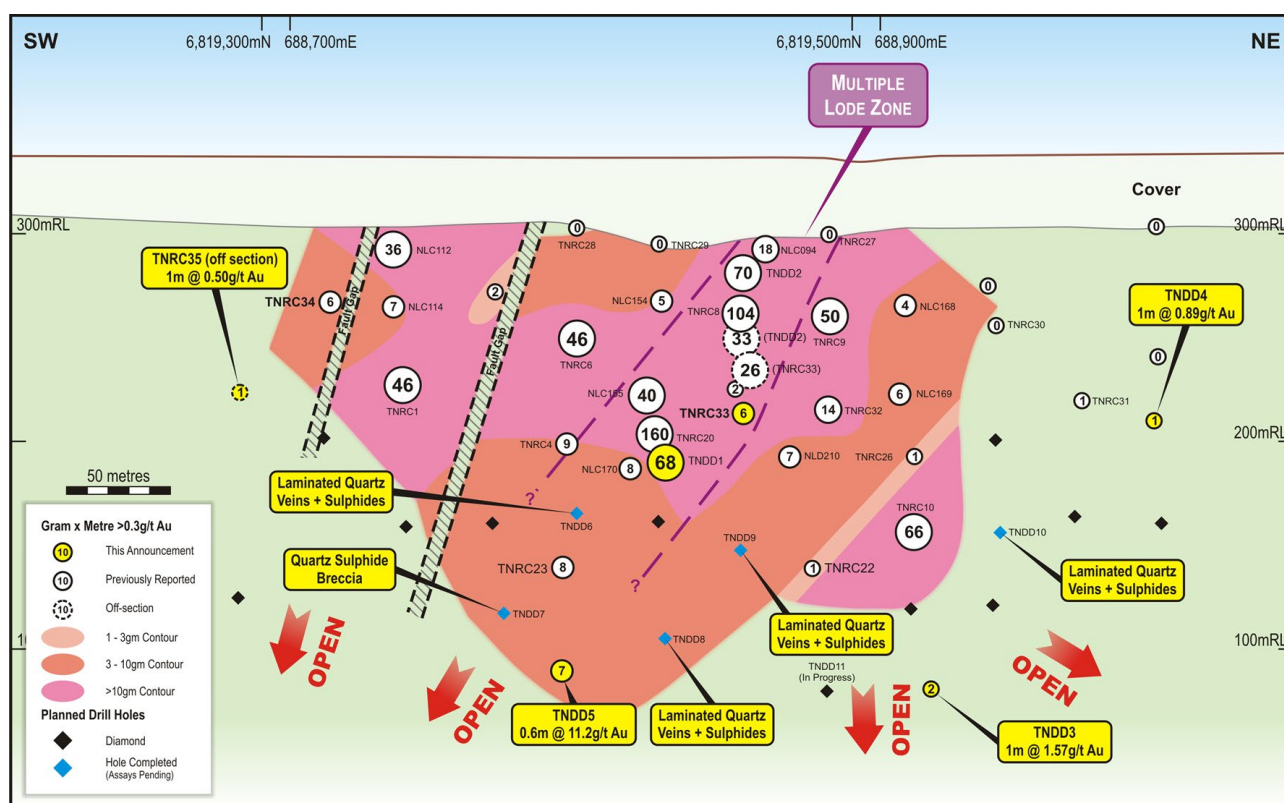 SW
6,819,300mN
688,700mE
6,819,500mN
688,900mE
NE
MULTIPLE
LODE ZONE
Cover
300mRL
300mRL
TNRC35 (off section)
1m @ 0.50g/t Au
36
NLC112
0
TNRC28
0
TNRC29
18
NLC094
0
TNRC27
0
70
TNDD2
TNDD4
1m @ 0.89g/t Au
TNRC34
6
Fault Gap
7
NLC114
2
Fault Gap
NLC154
5
TNRC8
104
50
TNRC9
4
NLC168
0
0
TNRC30
0
46
TNRC6
33
(TNDD2)
26
(TNRC33)
2
1
46
TNRC1
NLC155
40
TNRC33
6
14
TNRC32
6
NLC169
1
TNRC31
1
160
TNRC20
TNRC4
9
200mRL
NLC170
8
68
TNDD1
7
NLD210
TNRC26
1
50 metres
Laminated Quartz
Veins + Sulphides
?
TNDD6
TNRC10
66
TNDD10
TNDD9
Gram x Metre >0.3g/t Au
10
This Announcement
10
Previously Reported
10
Off-section
1 - 3gm Contour
3 - 10gm Contour
>10gm Contour
Planned Drill Holes
Diamond
Hole Completed
(Assays Pending)
Quartz Sulphide
Breccia
TNRC23
8
?
1
TNRC22
Laminated Quartz
Veins + Sulphides
TNDD7
TNDD8
Laminated Quartz
Veins + Sulphides
100mRL
OPEN
OPEN
7
TNDD11
(In Progress)
OPEN
2
OPEN
TNDD5
0.6m @ 11.2g/t Au
Laminated Quartz
Veins + Sulphides
TNDD3
1m @ 1.57g/t Au